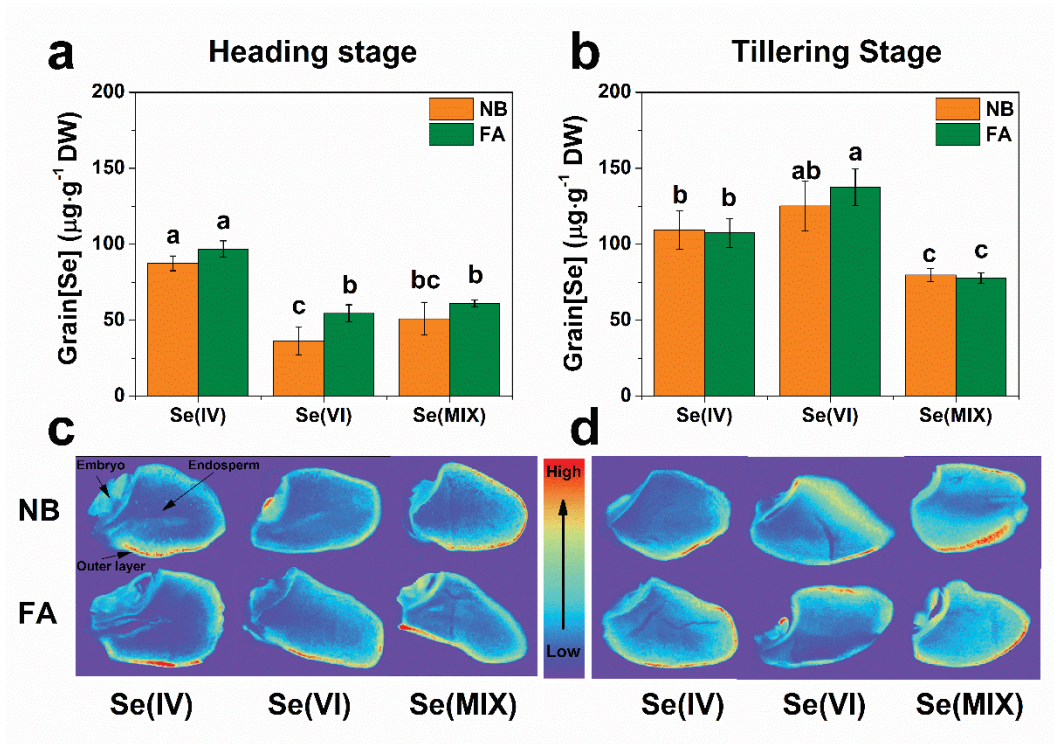 a Heading stage
b Tillering Stage
200
150
100
50
0
Grain[Se] (μg·g⁻¹ DW)
NB
FA
a a
c b
bc b
Se(IV) Se(VI) Se(MIX)
200
150
100
50
0
Grain[Se] (μg·g⁻¹ DW)
NB
FA
b b
ab a
c c
Se(IV) Se(VI) Se(MIX)
c
d
NB
FA
Embryo
Endosperm
Outer layer
High
Low
Se(IV) Se(VI) Se(MIX)
Se(IV) Se(VI) Se(MIX)